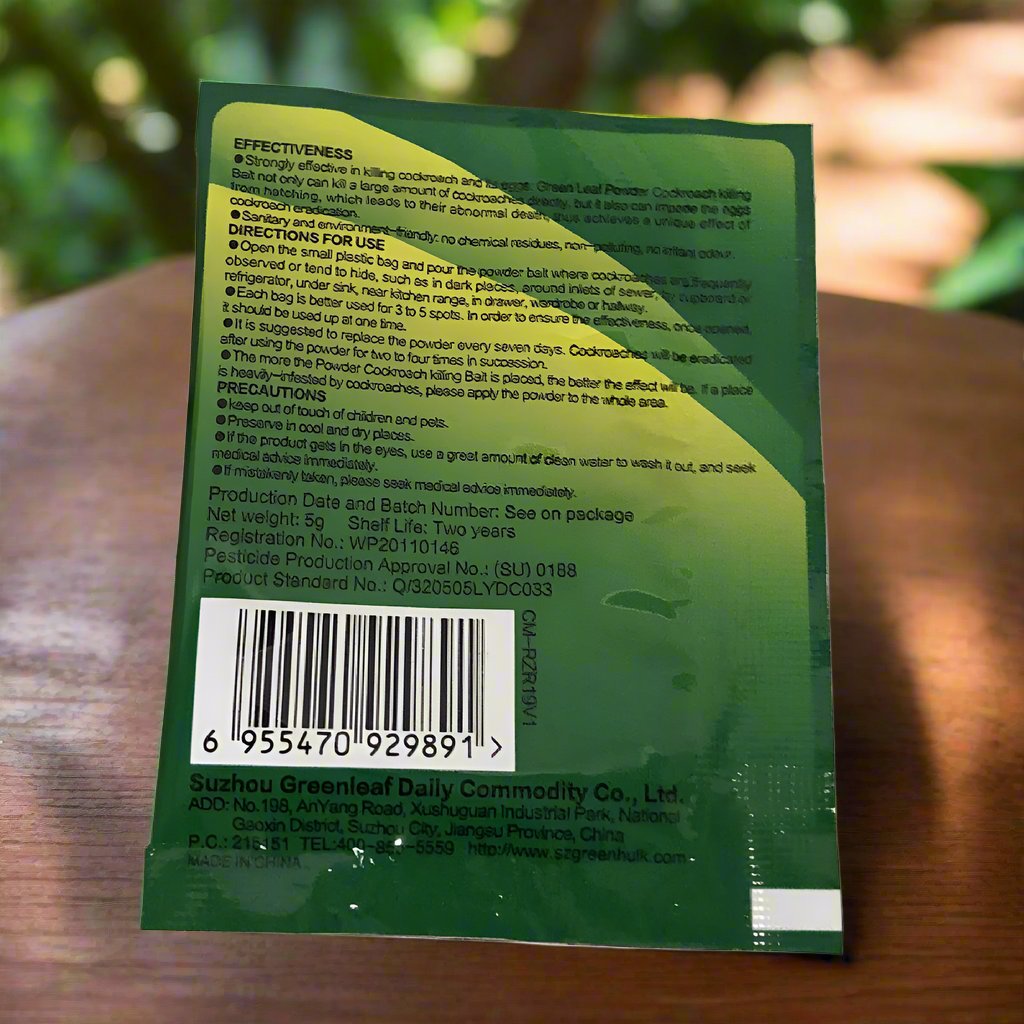 EFFECTIVENESS
●Strongly effective in killing cockroach and its eggs: Green Leaf Powder Cockroach killing
Bait not only can kill a large amount of cockroaches directly, but it also can impede the eggs
from hatching, which leads to their abnormal death, thus achieves a unique effect of
cockroach eradication.
●Sanitary and environment-friendly: no chemical residues, non-polluting, no irritant odour.
DIRECTIONS FOR USE
●Open the small plastic bag and pour the powder bait where cockroaches are frequently
observed or tend to hide, such as in dark places, around inlets of sewer, by cupboard or
refrigerator, under sink, near kitchen range, in drawer, wardrobe or hallway.
●Each bag is better used for 3 to 5 spots. In order to ensure the effectiveness, once opened,
it should be used up at one time.
●It is suggested to replace the powder every seven days. Cockroaches will be eradicated
after using the powder for two to four times in succession.
●The more the Powder Cockroach killing Bait is placed, the better the effect will be. If a place
is heavily-infested by cockroaches, please apply the powder to the whole area.
PRECAUTIONS
●keep out of touch of children and pets.
●Preserve in cool and dry places.
●If the product gets in the eyes, use a great amount of clean water to wash it out, and seek
medical advice immediately.
●If mistakenly taken, please seek medical advice immediately.
Production Date and Batch Number: See on package
Net weight: 5g Shelf Life: Two years
Registration No.: WP20110146
Pesticide Production Approval No.: (SU) 0188
Product Standard No.: Q/320505LYDC033
CM-RZR19V1
6 955470 929891 >
Suzhou Greenleaf Daily Commodity Co., Ltd.
ADD: No.198, AnYang Road, Xushuguan Industrial Park, National
Gaoxin District, Suzhou City, Jiangsu Province, China
P.C.: 215151 TEL:400-85 -5559 http://www.szgreenhulk.com
MADE IN CHINA